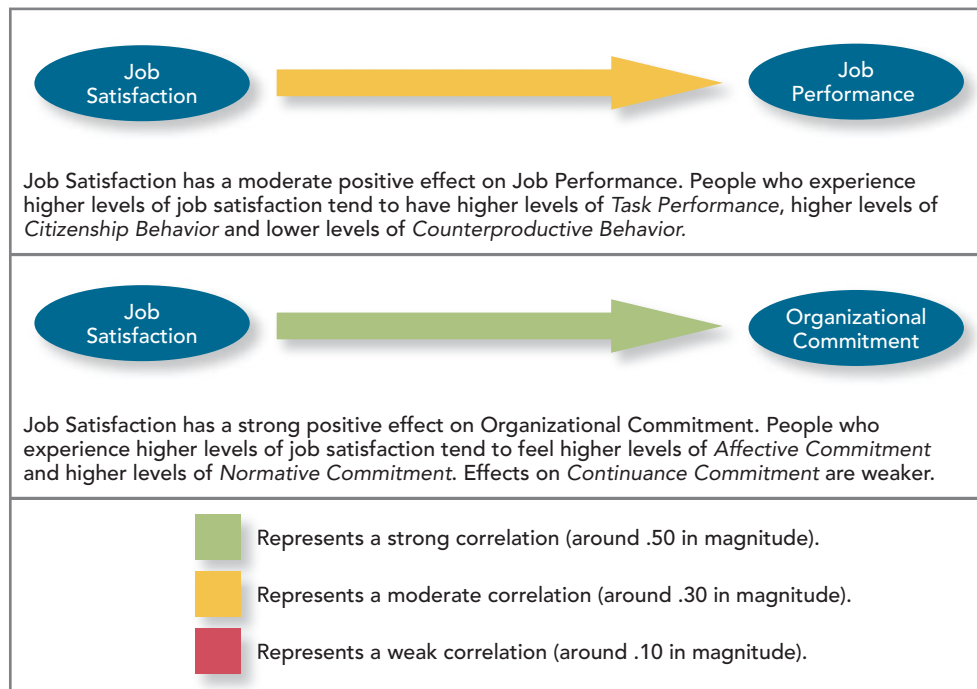 Job
Satisfaction
Job
Performance
Job Satisfaction has a moderate positive effect on Job Performance. People who experience
higher levels of job satisfaction tend to have higher levels of Task Performance, higher levels of
Citizenship Behavior and lower levels of Counterproductive Behavior.
Job
Satisfaction
Organizational
Commitment
Job Satisfaction has a strong positive effect on Organizational Commitment. People who
experience higher levels of job satisfaction tend to feel higher levels of Affective Commitment
and higher levels of Normative Commitment. Effects on Continuance Commitment are weaker.
Represents a strong correlation (around .50 in magnitude).
Represents a moderate correlation (around .30 in magnitude).
Represents a weak correlation (around .10 in magnitude).